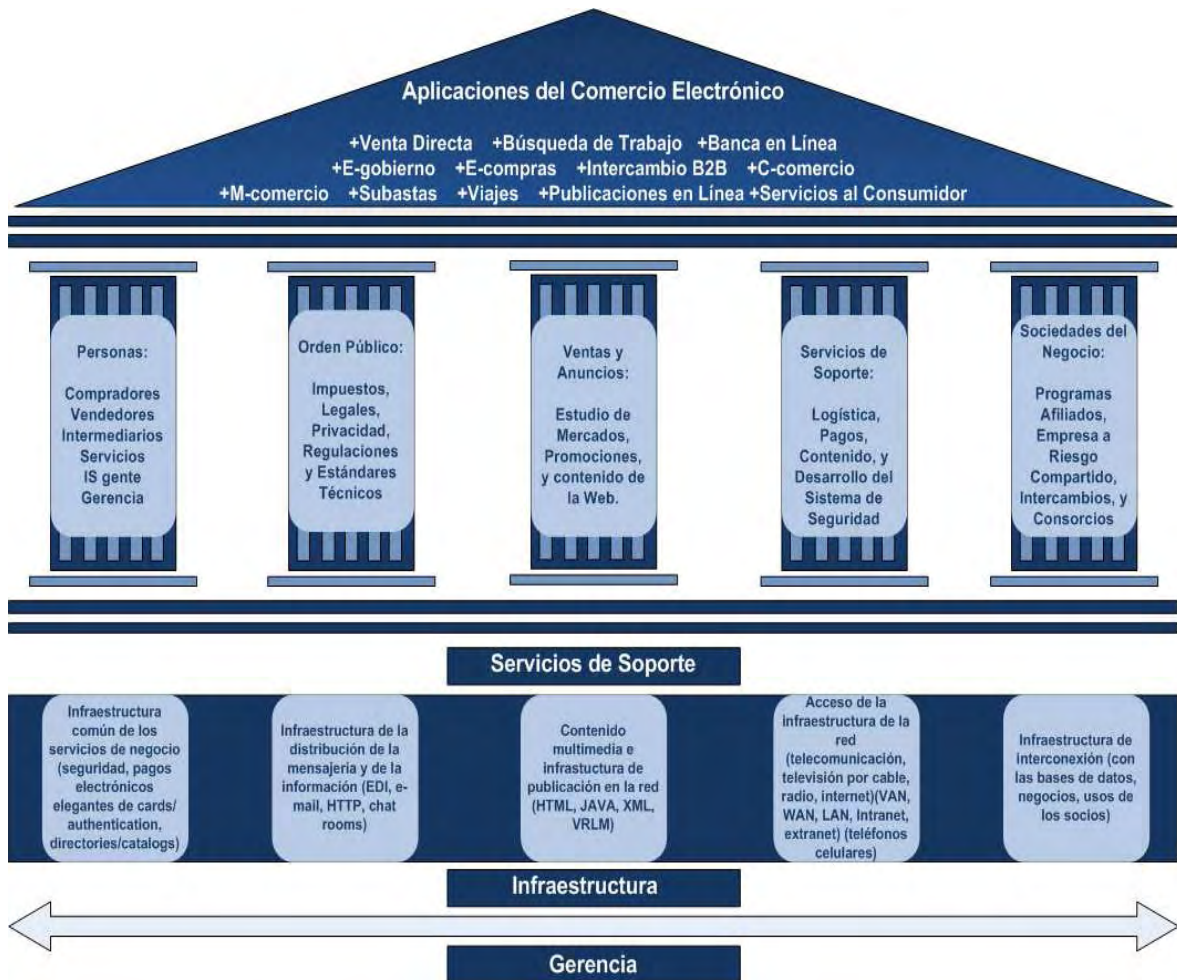 Aplicaciones del Comercio Electrónico
+Venta Directa +Búsqueda de Trabajo +Banca en Línea
+E-gobierno +E-compras +Intercambio B2B +C-comercio
+M-comercio +Subastas +Viajes +Publicaciones en Línea +Servicios al Consumidor
Personas:
Compradores
Vendedores
Intermediarios
Servicios
IS gente
Gerencia
Orden Público:
Impuestos,
Legales,
Privacidad,
Regulaciones
y Estándares
Técnicos
Ventas y
Anuncios:
Estudio de
Mercados,
Promociones,
y contenido de
la Web.
Servicios de
Soporte:
Logística,
Pagos,
Contenido, y
Desarrollo del
Sistema de
Seguridad
Sociedades del
Negocio:
Programas
Afiliados,
Empresa a
Riesgo
Compartido,
Intercambios, y
Consorcios
Servicios de Soporte
Infraestructura
común de los
servicios de negocio
(seguridad, pagos
electrónicos
elegantes de cards/
authentication,
directories/catalogs)
Infraestructura de la
distribución de la
mensajería y de la
información (EDI, e-
mail, HTTP, chat
rooms)
Contenido
multimedia e
infrastuctura de
publicación en la red
(HTML, JAVA, XML,
VRLM)
Acceso de la
infraestructura de la
red
(telecomunicación,
televisión por cable,
radio, internet)(VAN,
WAN, LAN, Intranet,
extranet) (teléfonos
celulares)
Infraestructura de
interconexión (con
las bases de datos,
negocios, usos de
los socios)
Infraestructura
Gerencia